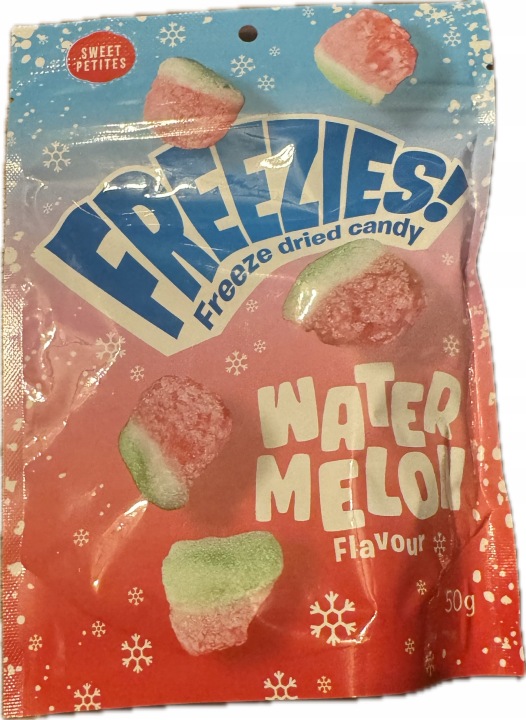 SWEET
PETITES
FREEZIES!
Freeze dried candy
WATER
MELON
Flavour
50g